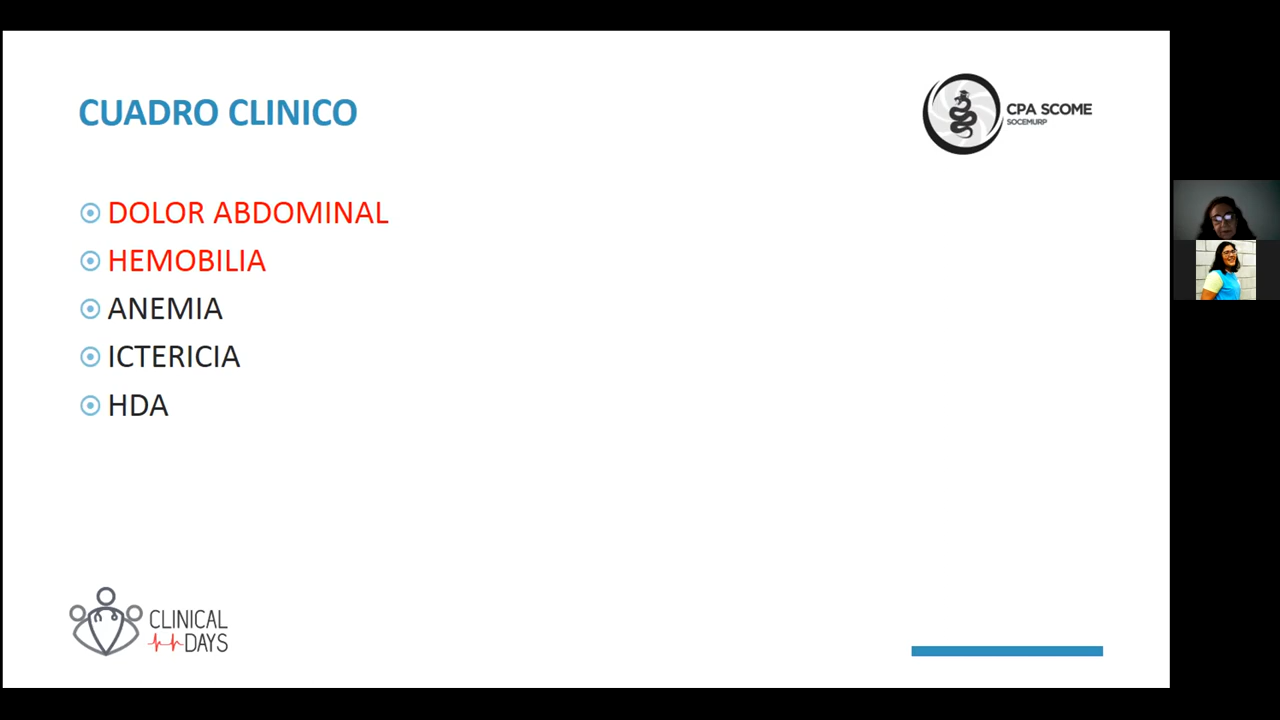 CUADRO CLINICO
CPA SCOME
SOCEMURP
DOLOR ABDOMINAL
HEMOBILIA
ANEMIA
ICTERICIA
HDA
CLINICAL
DAYS